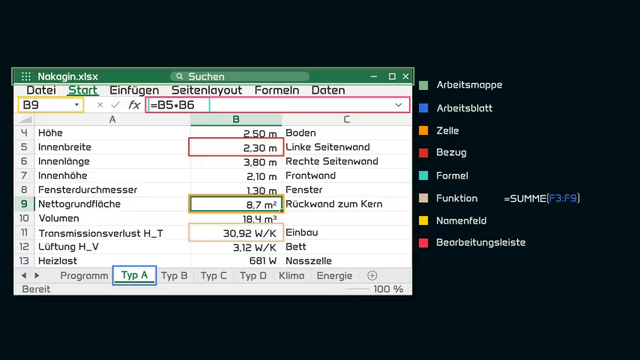 Nakagin.xlsx
Suchen
Datei Start Einfügen Seitenlayout Formeln Daten
B9 fx =B5*B6
A B C
4 Höhe 2,50 m Boden
5 Innenbreite 2,30 m Linke Seitenwand
6 Innenlänge 3,80 m Rechte Seitenwand
7 Innenhöhe 2,10 m Frontwand
8 Fensterdurchmesser 1,30 m Fenster
9 Nettogrundfläche 8,7 m² Rückwand zum Kern
10 Volumen 18,4 m³
11 Transmissionsverlust H_T 30,92 W/K Einbau
12 Lüftung H_V 3,12 W/K Bett
13 Heizlast 681 W Nasszelle
Programm Typ A Typ B Typ C Typ D Klima Energie
Bereit 100 %
Arbeitsmappe
Arbeitsblatt
Zelle
Bezug
Formel
Funktion =SUMME(F3:F9)
Namenfeld
Bearbeitungsleiste